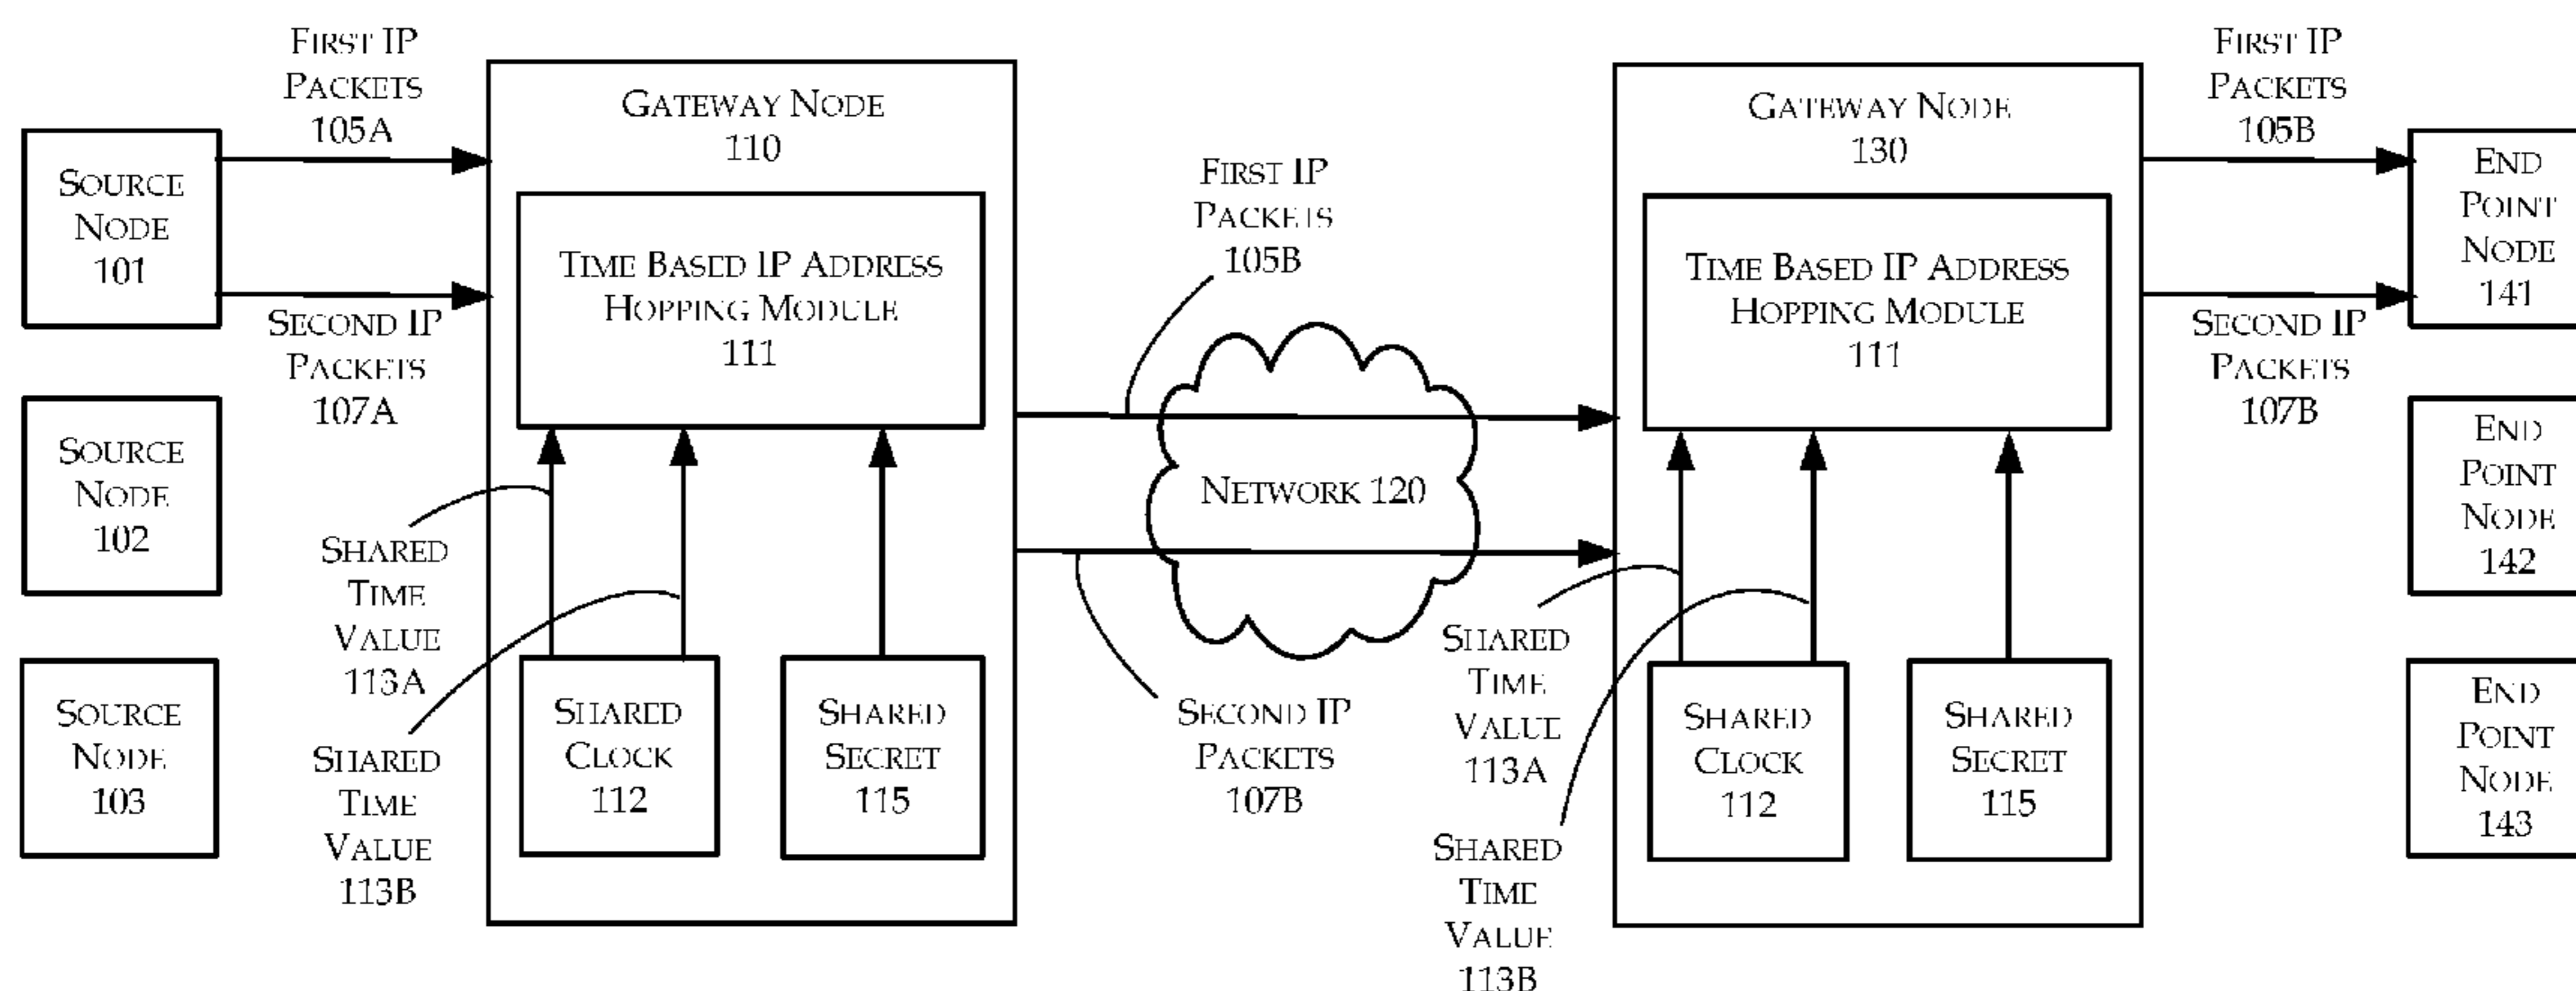 FIRST IP
PACKETS
105A
SOURCE
NODE
101
SECOND IP
PACKETS
107A
SOURCE
NODE
102
SOURCE
NODE
103
GATEWAY NODE
110
TIME BASED IP ADDRESS
HOPPING MODULE
111
SHARED
TIME
VALUE
113A
SHARED
TIME
VALUE
113B
SHARED
CLOCK
112
SHARED
SECRET
115
FIRST IP
PACKETS
105B
NETWORK 120
SECOND IP
PACKETS
107B
GATEWAY NODE
130
TIME BASED IP ADDRESS
HOPPING MODULE
111
SHARED
TIME
VALUE
113A
SHARED
TIME
VALUE
113B
SHARED
CLOCK
112
SHARED
SECRET
115
FIRST IP
PACKETS
105B
SECOND IP
PACKETS
107B
END
POINT
NODE
141
END
POINT
NODE
142
END
POINT
NODE
143